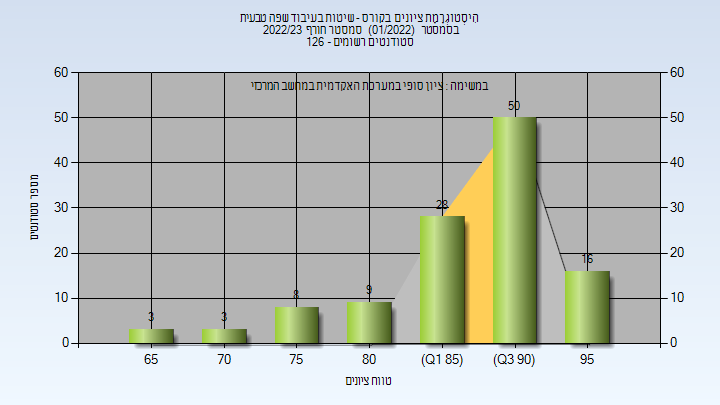 הִיסְטוֹגְרָמַת ציונים בקורס - שיטות בעיבוד שפה טבעית
בסמסטר (01/2022) סמסטר חורף 2022/23
סטודנטים רשומים - 126
במשימה : ציון סופי במערכת האקדמית במחשב המרכזי
מספר סטודנטים
60 60
50 50
40 40
30 30
20 20
10 10
0 0
3 3 8 9 28 50 16
65 70 75 80 (Q1 85) (Q3 90) 95
טווח ציונים